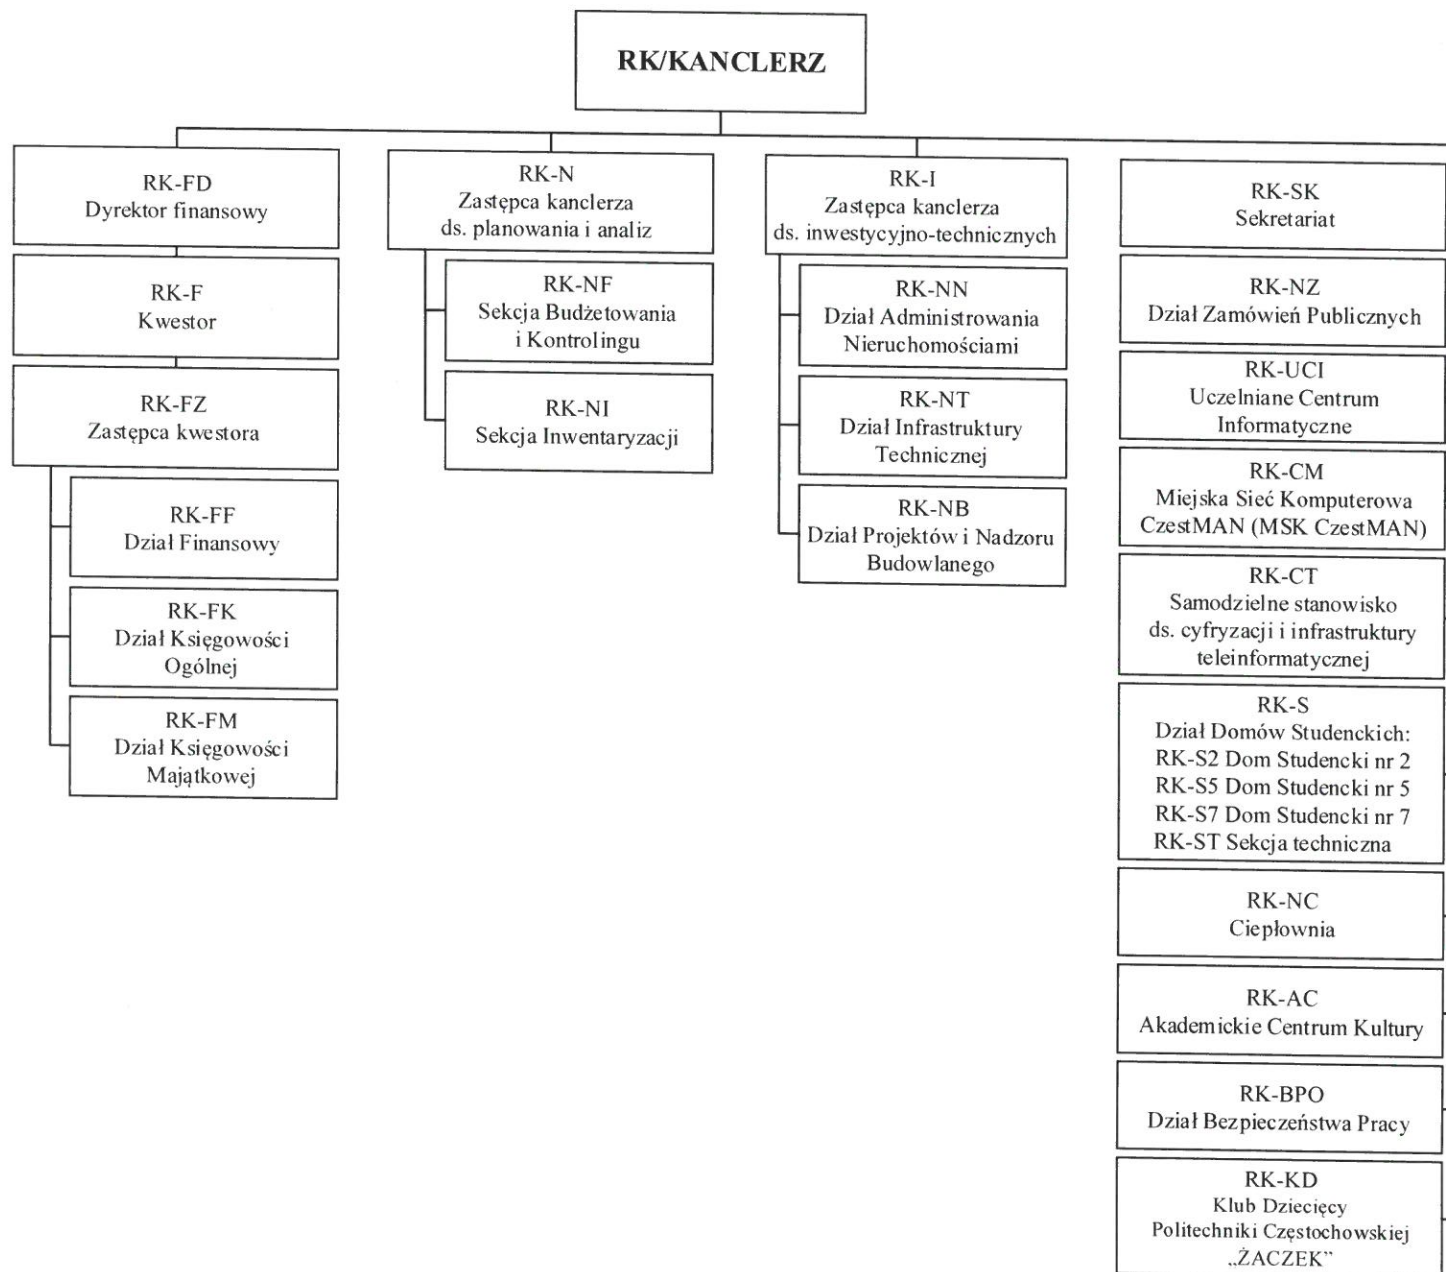 RK/KANCLERZ
RK-FD
Dyrektor finansowy
RK-F
Kwestor
RK-FZ
Zastępca kwestora
RK-FF
Dział Finansowy
RK-FK
Dział Księgowości
Ogólnej
RK-FM
Dział Księgowości
Majątkowej
RK-N
Zastępca kanclerza
ds. planowania i analiz
RK-NF
Sekcja Budżetowania
i Kontrolingu
RK-NI
Sekcja Inwentaryzacji
RK-I
Zastępca kanclerza
ds. inwestycyjno-technicznych
RK-NN
Dział Administrowania
Nieruchomościami
RK-NT
Dział Infrastruktury
Technicznej
RK-NB
Dział Projektów i Nadzoru
Budowlanego
RK-SK
Sekretariat
RK-NZ
Dział Zamówień Publicznych
RK-UCI
Uczelniane Centrum
Informatyczne
RK-CM
Miejska Sieć Komputerowa
CzestMAN (MSK CzestMAN)
RK-CT
Samodzielne stanowisko
ds. cyfryzacji i infrastruktury
teleinformatycznej
RK-S
Dział Domów Studenckich:
RK-S2 Dom Studencki nr 2
RK-S5 Dom Studencki nr 5
RK-S7 Dom Studencki nr 7
RK-ST Sekcja techniczna
RK-NC
Ciepłownia
RK-AC
Akademickie Centrum Kultury
RK-BPO
Dział Bezpieczeństwa Pracy
RK-KD
Klub Dziecięcy
Politechniki Częstochowskiej
„ŻACZEK”